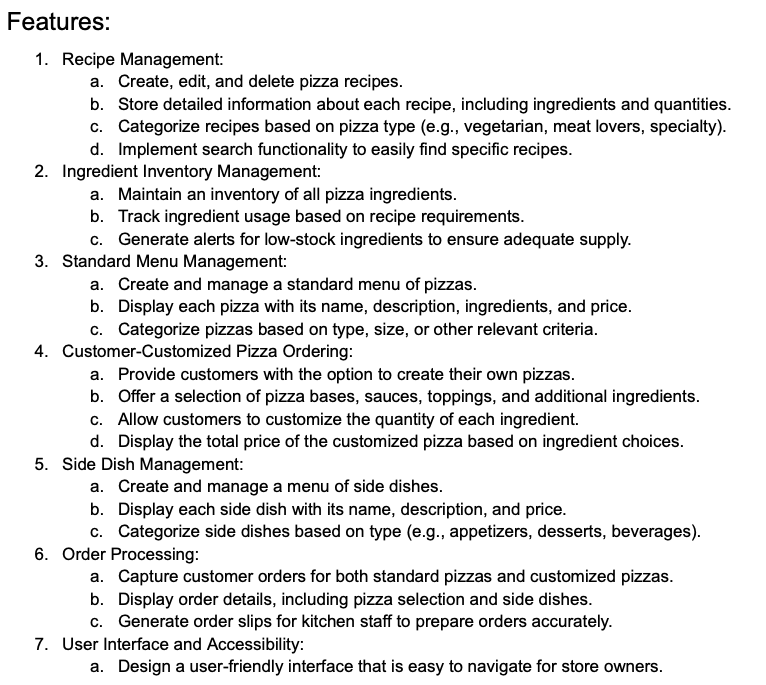 Features:
1. Recipe Management:
a. Create, edit, and delete pizza recipes.
b. Store detailed information about each recipe, including ingredients and quantities.
c. Categorize recipes based on pizza type (e.g., vegetarian, meat lovers, specialty).
d. Implement search functionality to easily find specific recipes.
2. Ingredient Inventory Management:
a. Maintain an inventory of all pizza ingredients.
b. Track ingredient usage based on recipe requirements.
c. Generate alerts for low-stock ingredients to ensure adequate supply.
3. Standard Menu Management:
a. Create and manage a standard menu of pizzas.
b. Display each pizza with its name, description, ingredients, and price.
c. Categorize pizzas based on type, size, or other relevant criteria.
4. Customer-Customized Pizza Ordering:
a. Provide customers with the option to create their own pizzas.
b. Offer a selection of pizza bases, sauces, toppings, and additional ingredients.
c. Allow customers to customize the quantity of each ingredient.
d. Display the total price of the customized pizza based on ingredient choices.
5. Side Dish Management:
a. Create and manage a menu of side dishes.
b. Display each side dish with its name, description, and price.
c. Categorize side dishes based on type (e.g., appetizers, desserts, beverages).
6. Order Processing:
a. Capture customer orders for both standard pizzas and customized pizzas.
b. Display order details, including pizza selection and side dishes.
c. Generate order slips for kitchen staff to prepare orders accurately.
7. User Interface and Accessibility:
a. Design a user-friendly interface that is easy to navigate for store owners.